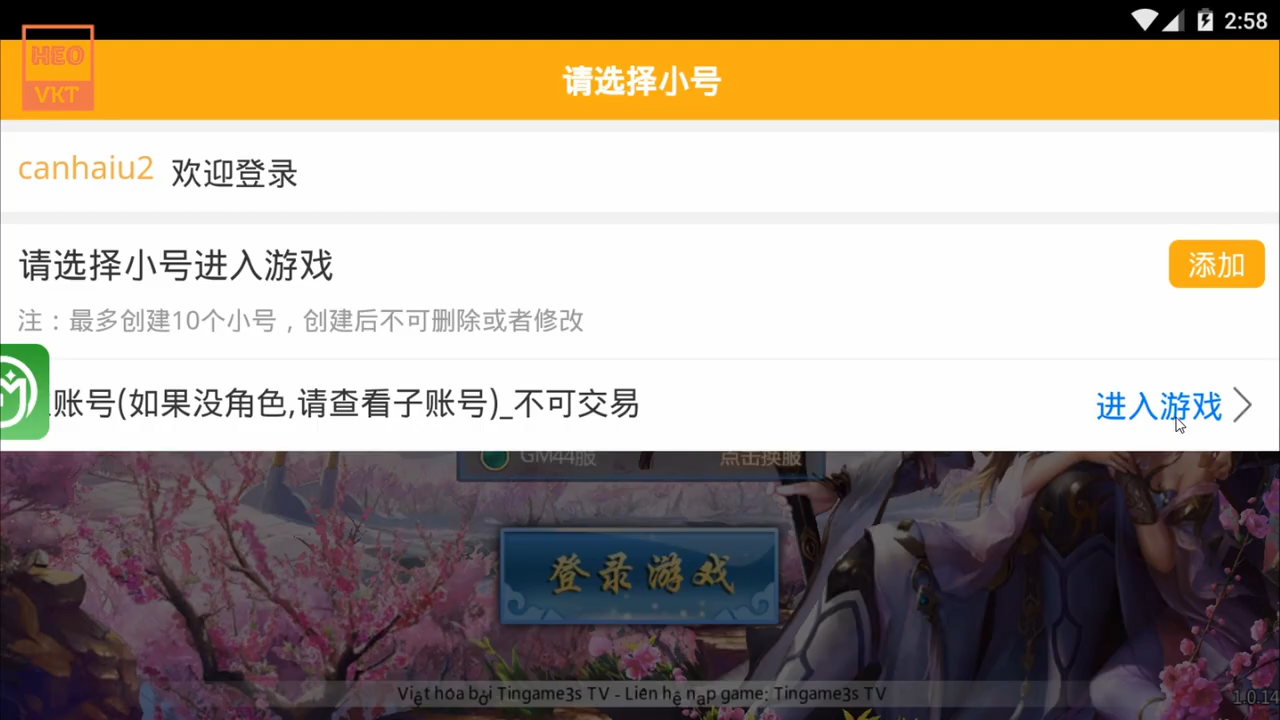 2:58
HEO
VKT
请选择小号
canhaiu2 欢迎登录
请选择小号进入游戏
添加
注：最多创建10个小号，创建后不可删除或者修改
账号(如果没角色,请查看子账号)_不可交易
进入游戏
GM44服 点击换服
登录游戏
Việt hóa bởi Tingame3s TV - Liên hệ nạp game: Tingame3s TV
1.0.14